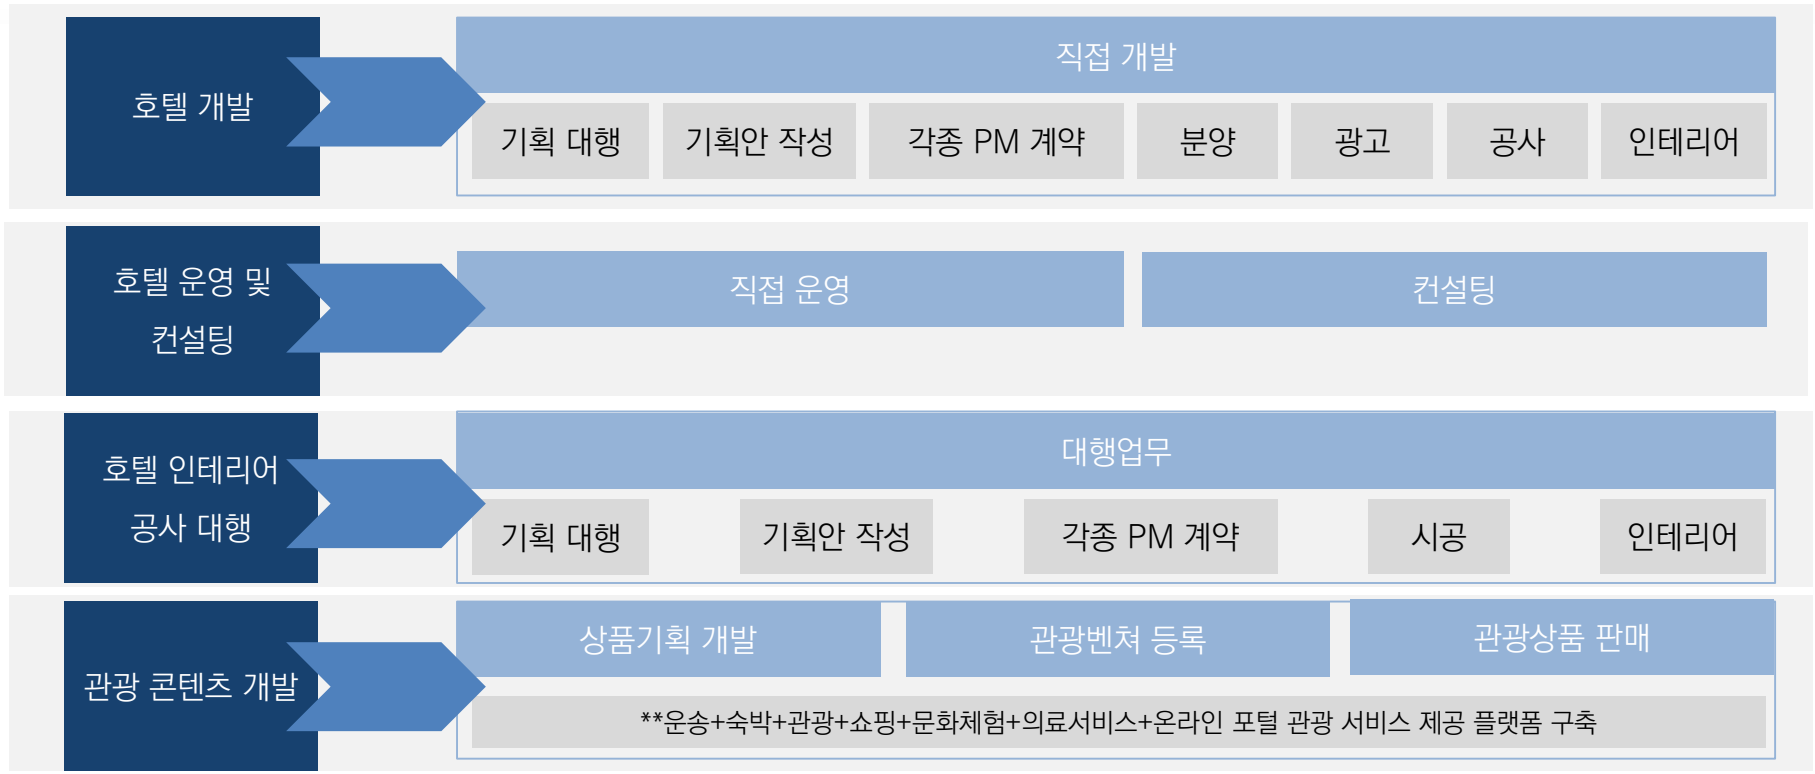 호텔 개발
직접 개발
기획 대행
기획안 작성
각종 PM 계약
분양
광고
공사
인테리어
호텔 운영 및
컨설팅
직접 운영
컨설팅
호텔 인테리어
공사 대행
대행업무
기획 대행
기획안 작성
각종 PM 계약
시공
인테리어
관광 콘텐츠 개발
상품기획 개발
관광벤쳐 등록
관광상품 판매
**운송+숙박+관광+쇼핑+문화체험+의료서비스+온라인 포털 관광 서비스 제공 플랫폼 구축